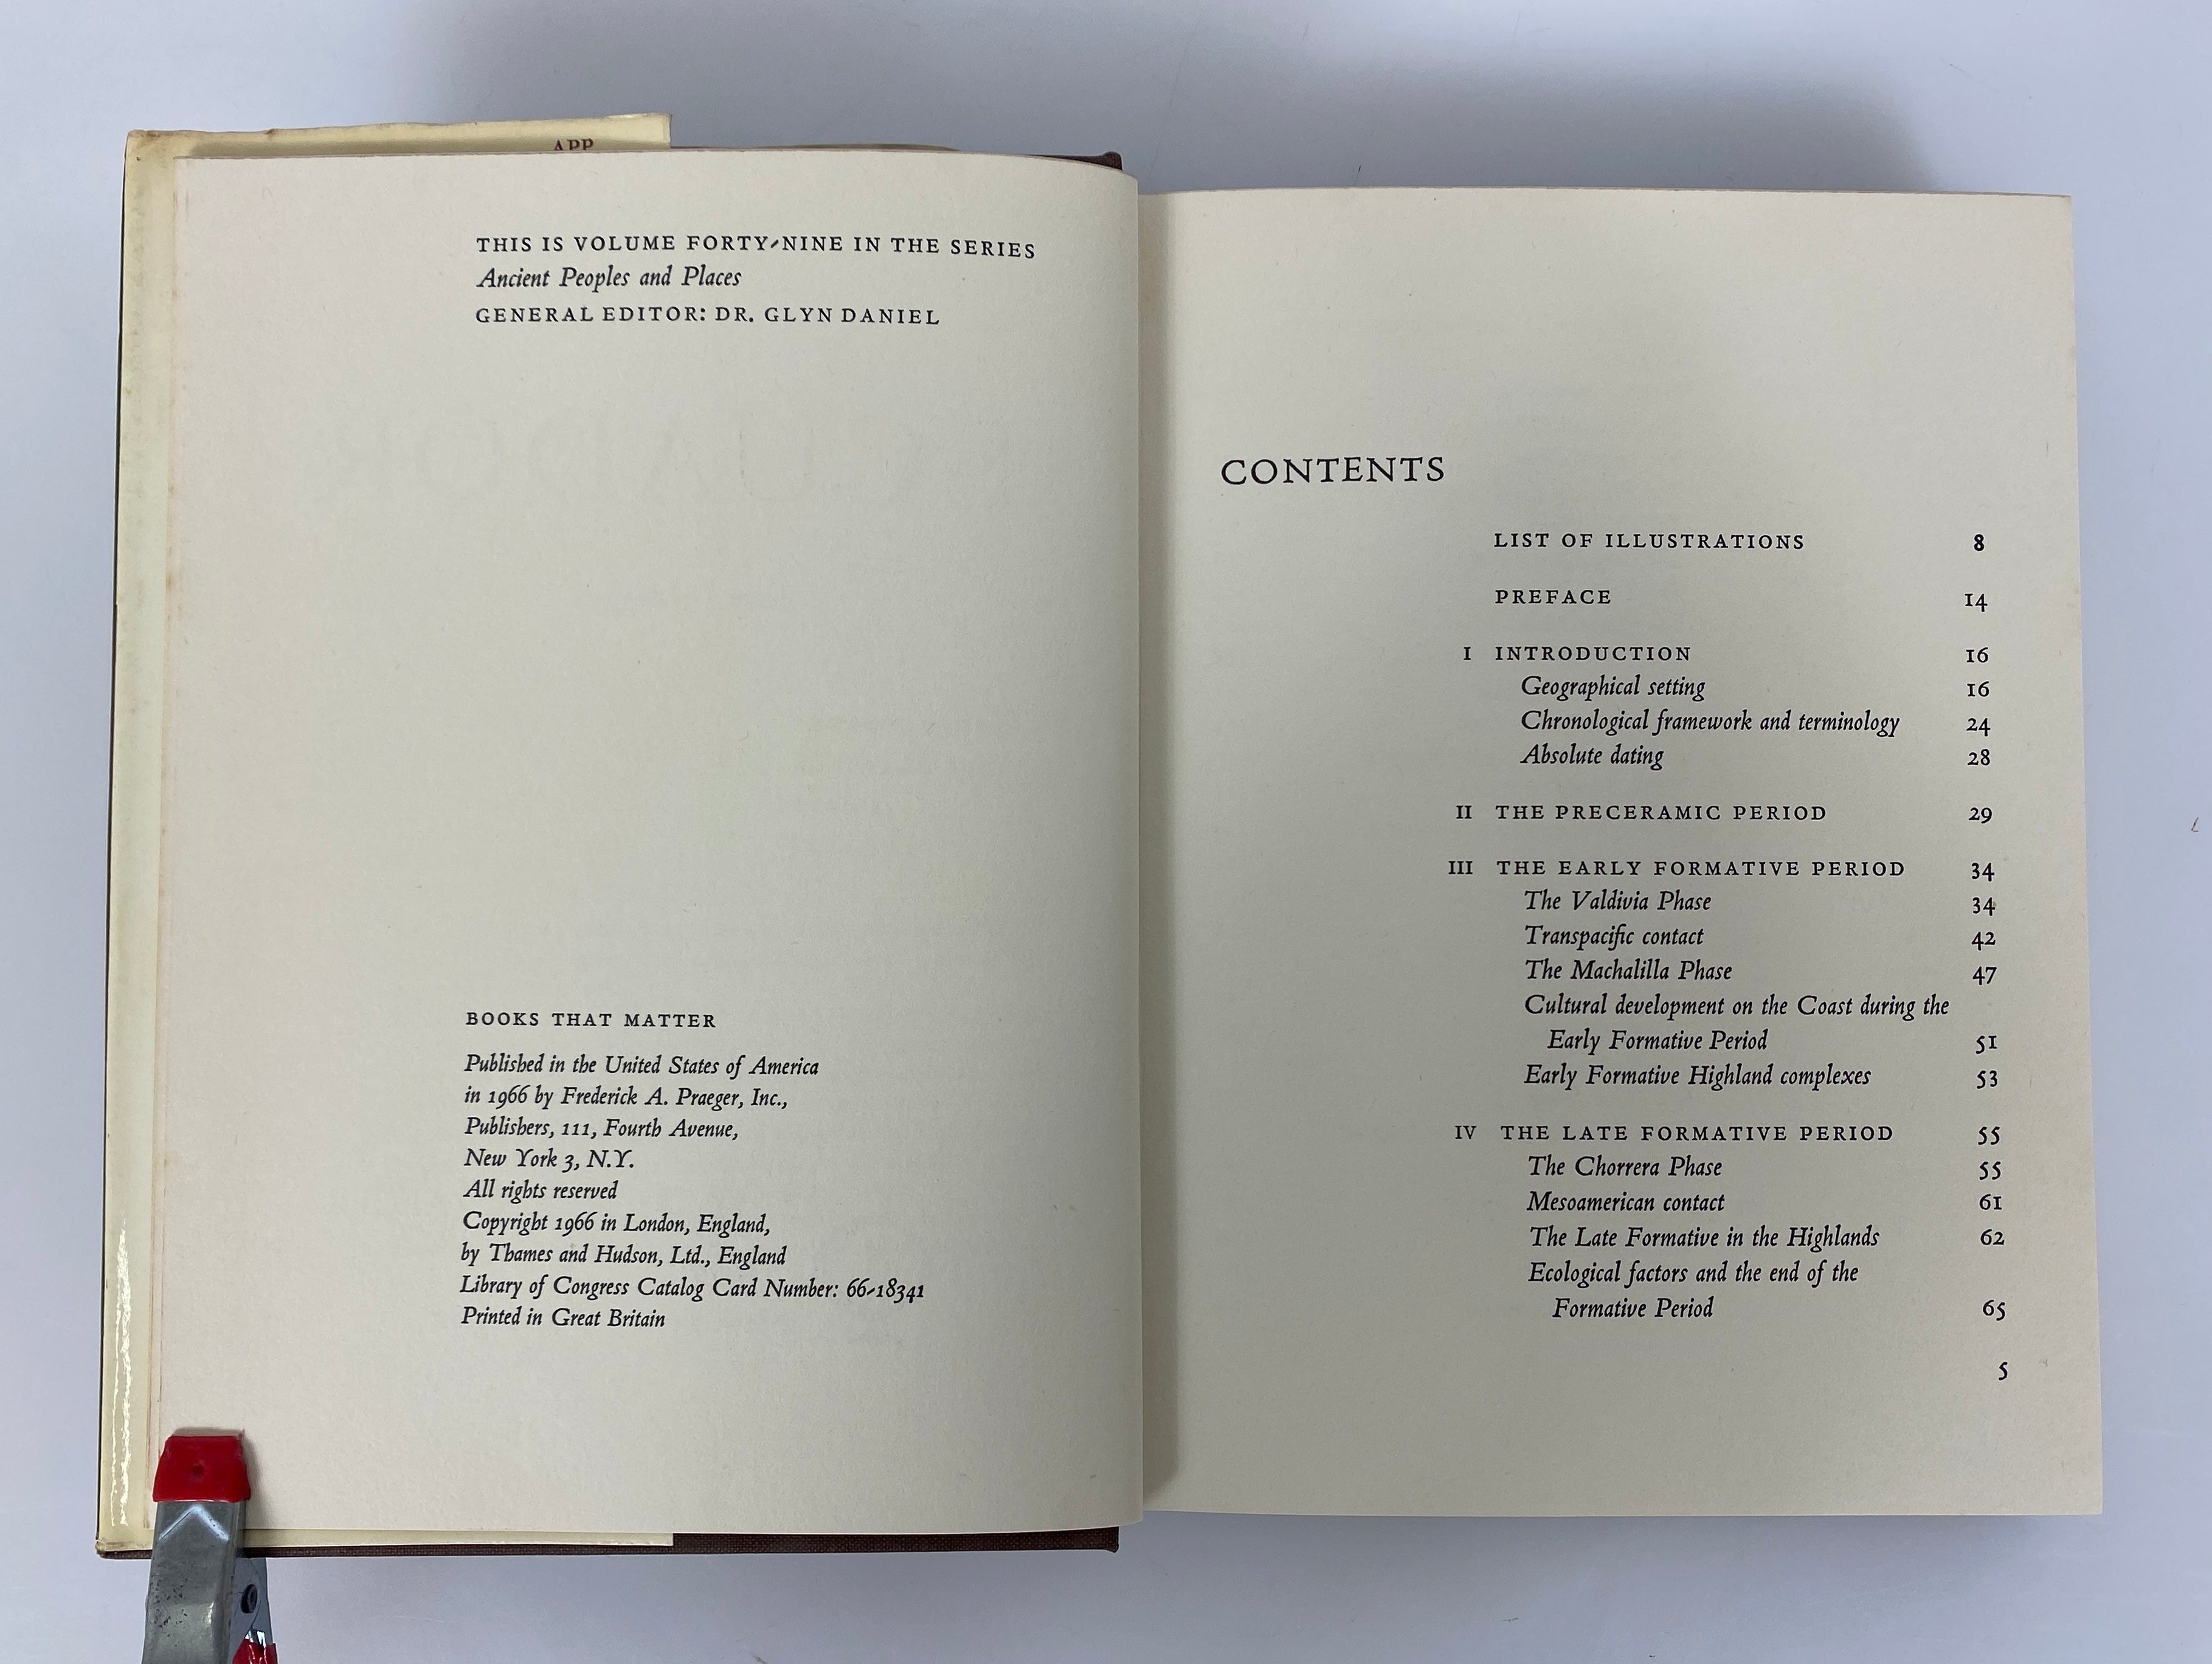 APP
THIS IS VOLUME FORTY-NINE IN THE SERIES
Ancient Peoples and Places
GENERAL EDITOR: DR. GLYN DANIEL
BOOKS THAT MATTER
Published in the United States of America
in 1966 by Frederick A. Praeger, Inc.,
Publishers, 111, Fourth Avenue,
New York 3, N.Y.
All rights reserved
Copyright 1966 in London, England,
by Thames and Hudson, Ltd., England
Library of Congress Catalog Card Number: 66-18341
Printed in Great Britain
CONTENTS
LIST OF ILLUSTRATIONS 8
PREFACE 14
I INTRODUCTION 16
Geographical setting 16
Chronological framework and terminology 24
Absolute dating 28
II THE PRECERAMIC PERIOD 29
III THE EARLY FORMATIVE PERIOD 34
The Valdivia Phase 34
Transpacific contact 42
The Machalilla Phase 47
Cultural development on the Coast during the
Early Formative Period 51
Early Formative Highland complexes 53
IV THE LATE FORMATIVE PERIOD 55
The Chorrera Phase 55
Mesoamerican contact 61
The Late Formative in the Highlands 62
Ecological factors and the end of the
Formative Period 65
5